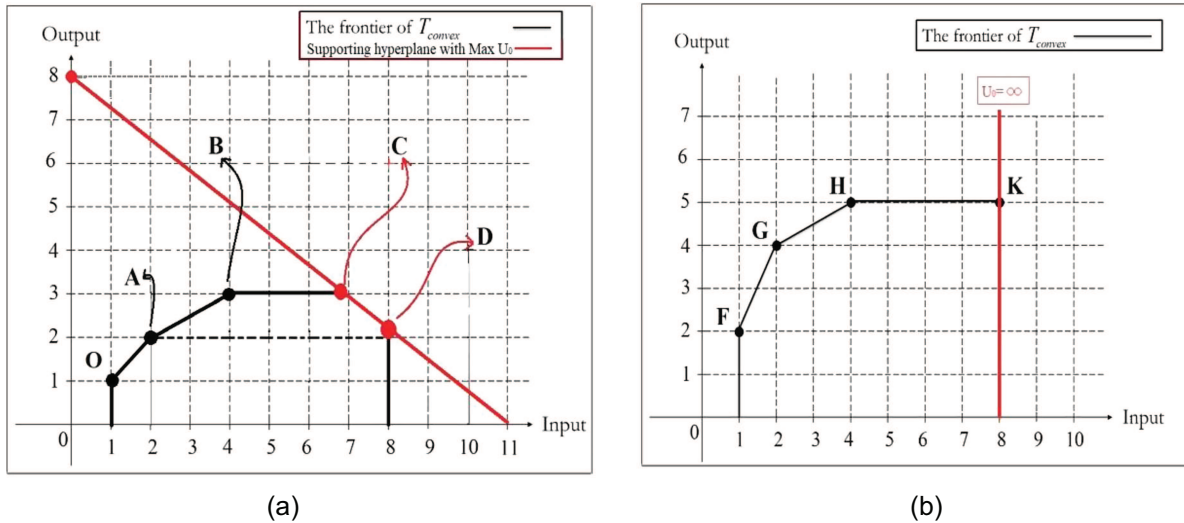 The frontier of T convex
Supporting hyperplane with Max U₀
Output
8
7
6
5
4
3
2
1
0
1 2 4 3 5 6 7 8 9 10 11
Input
O
A
B
C
D
(a)
The frontier of T convex
Output
U₀= ∞
7
6
5
4
3
2
1
0
1 2 3 4 5 6 7 8 9 10
Input
F
G
H
K
(b)